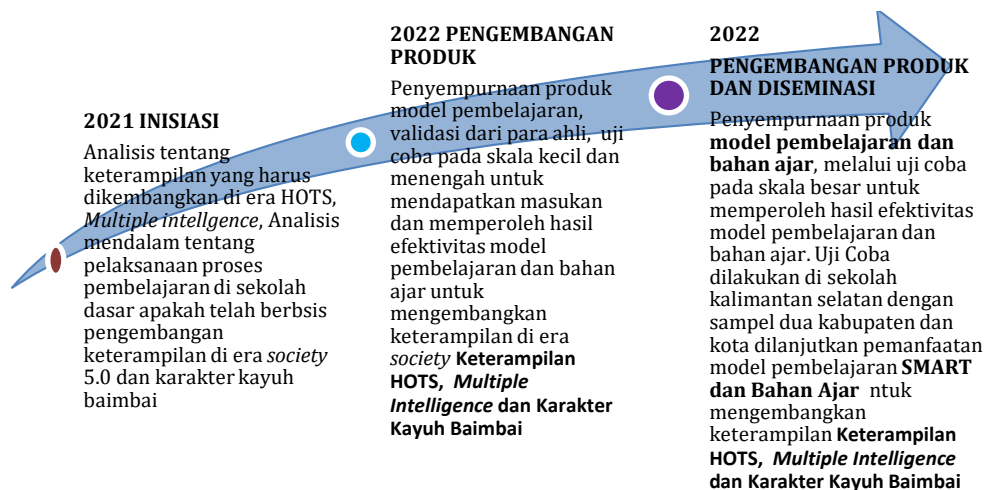 2021 INISIASI
Analisis tentang
keterampilan yang harus
dikembangkan di era HOTS,
Multiple intellgence, Analisis
mendalam tentang
pelaksanaan proses
pembelajaran di sekolah
dasar apakah telah berbsis
pengembangan
keterampilan di era society
5.0 dan karakter kayuh
baimbai
2022 PENGEMBANGAN
PRODUK
Penyempurnaan produk
model pembelajaran,
validasi dari para ahli, uji
coba pada skala kecil dan
menengah untuk
mendapatkan masukan
dan memperoleh hasil
efektivitas model
pembelajaran dan bahan
ajar untuk
mengembangkan
keterampilan di era
society Keterampilan
HOTS, Multiple
Intelligence dan Karakter
Kayuh Baimbai
2022
PENGEMBANGAN PRODUK
DAN DISEMINASI
Penyempurnaan produk
model pembelajaran dan
bahan ajar, melalui uji coba
pada skala besar untuk
memperoleh hasil efektivitas
model pembelajaran dan
bahan ajar. Uji Coba
dilakukan di sekolah
kalimantan selatan dengan
sampel dua kabupaten dan
kota dilanjutkan pemanfaatan
model pembelajaran SMART
dan Bahan Ajar ntuk
mengembangkan
keterampilan Keterampilan
HOTS, Multiple Intelligence
dan Karakter Kayuh Baimbai